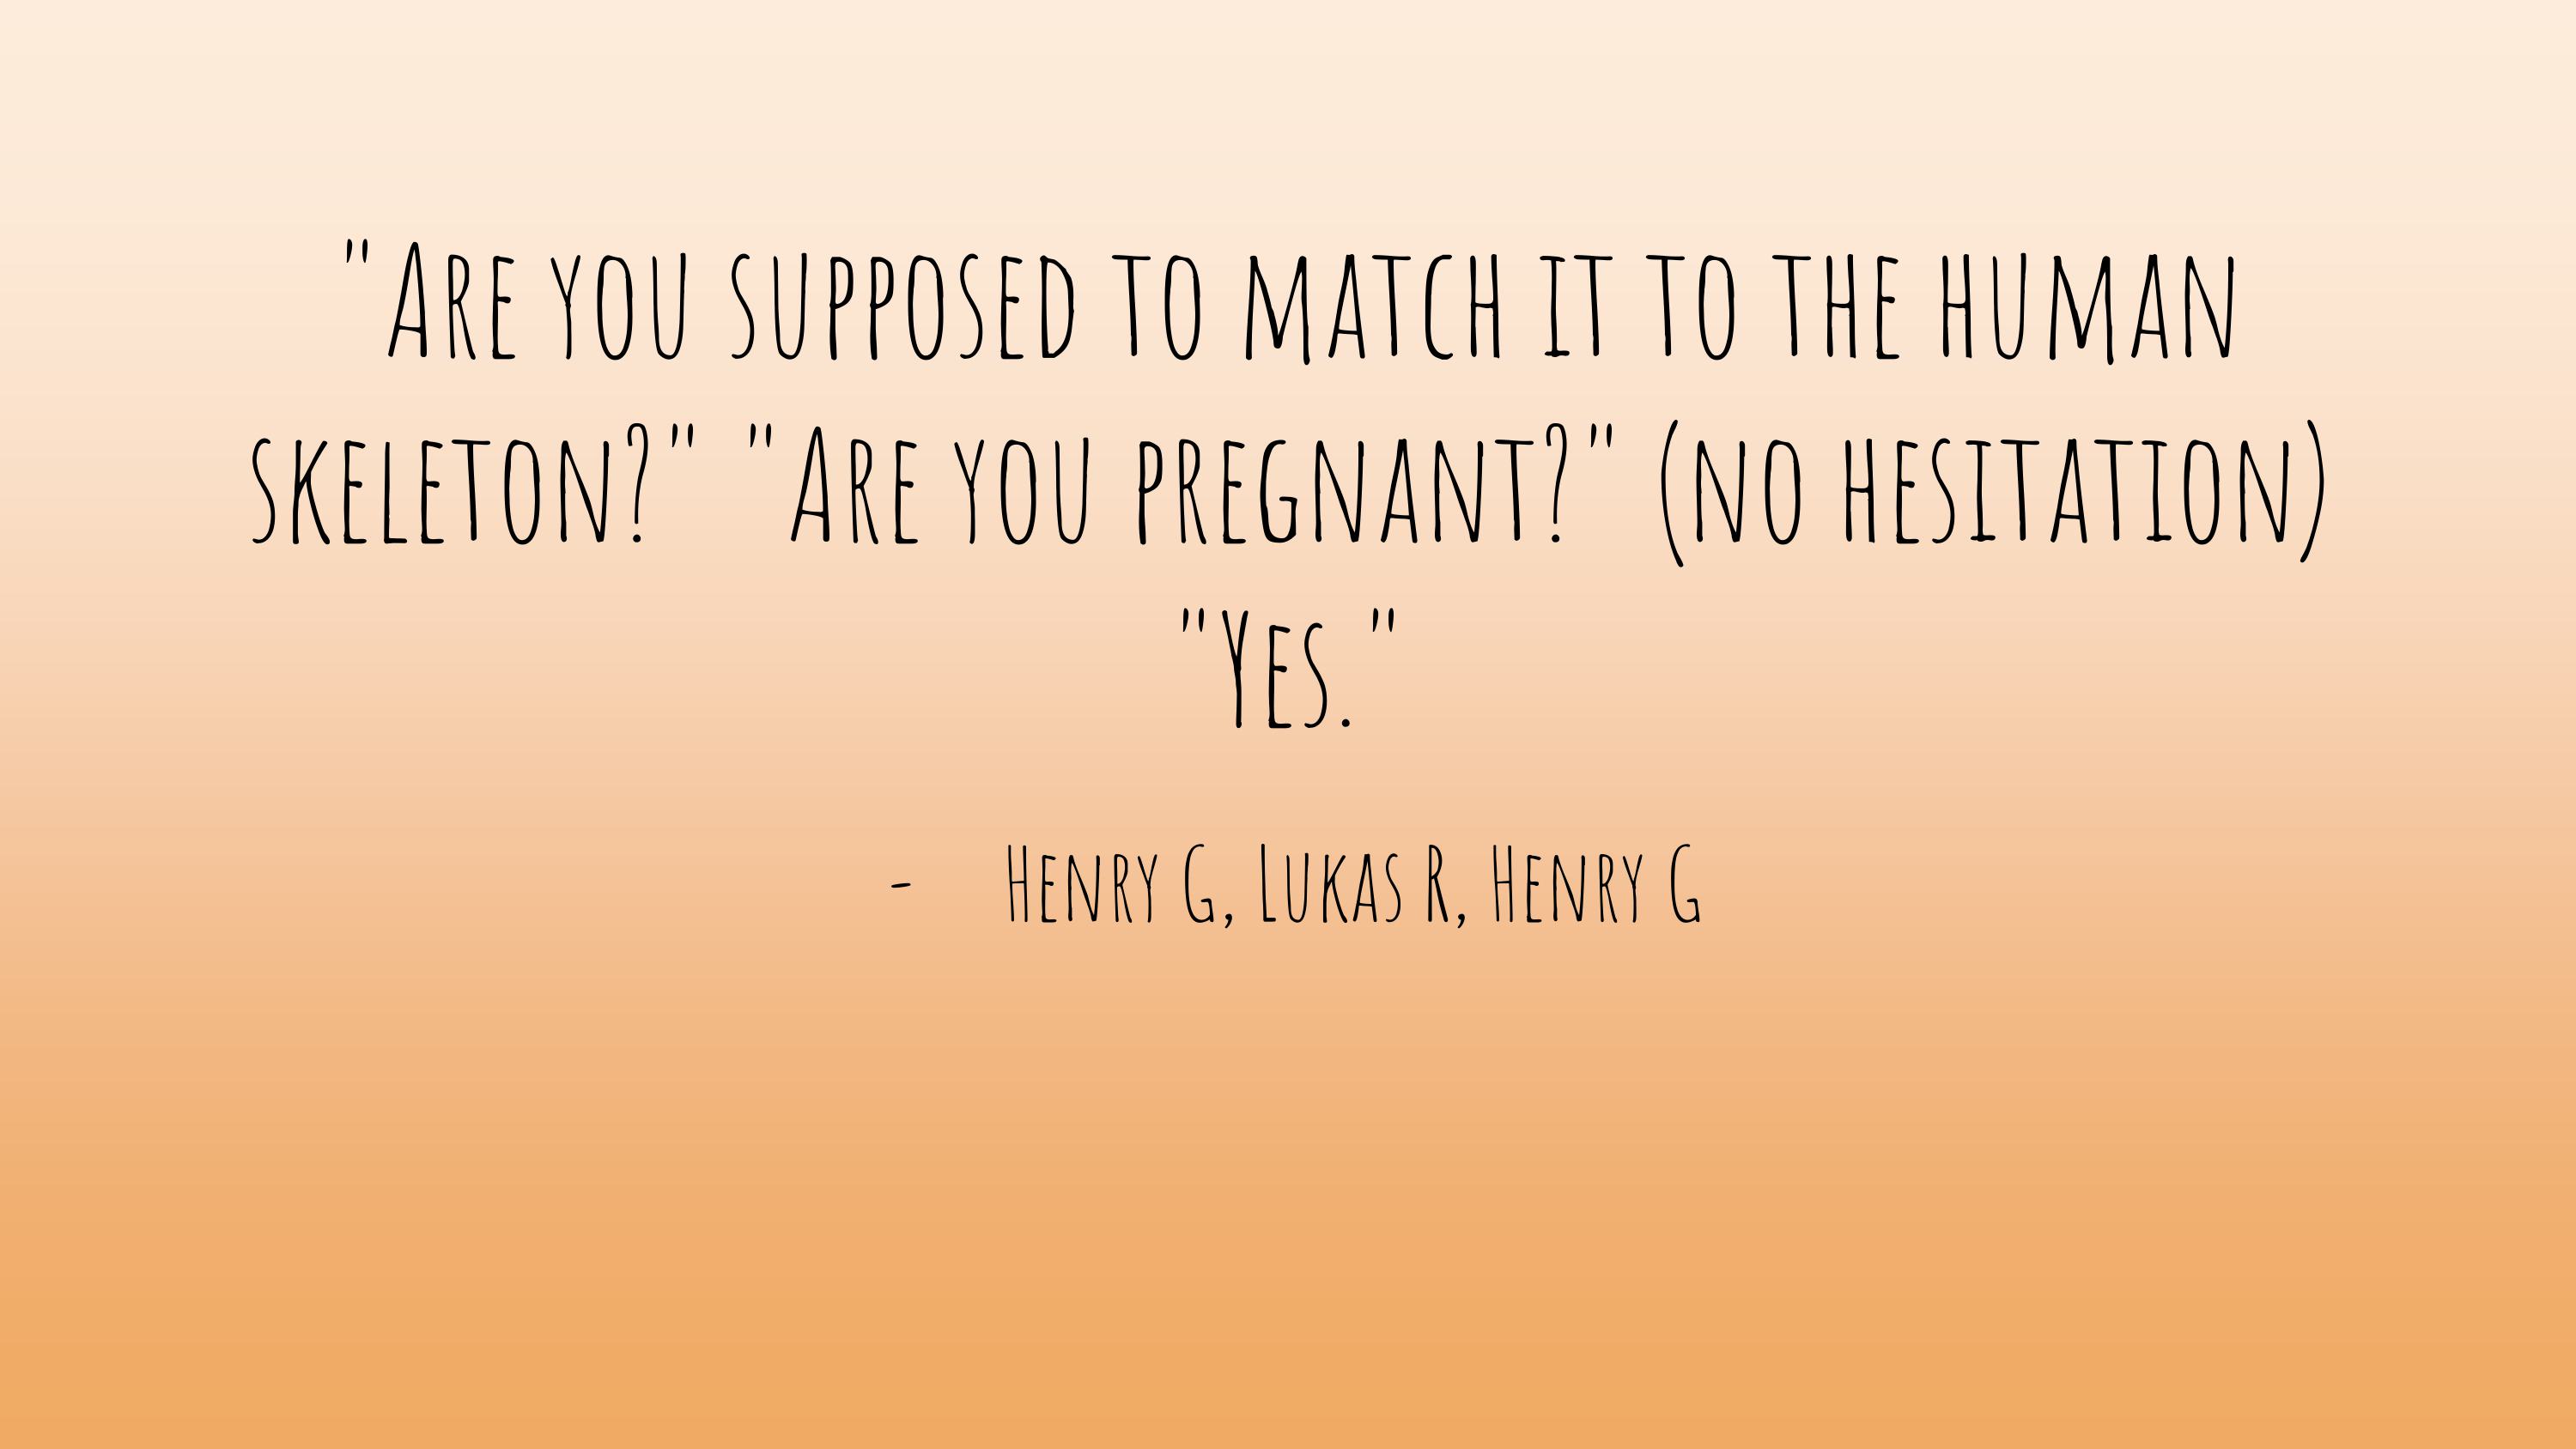 "Are you supposed to match it to the human
skeleton?" "Are you pregnant?" (no hesitation)
"Yes."
- Henry G, Lukas R, Henry G